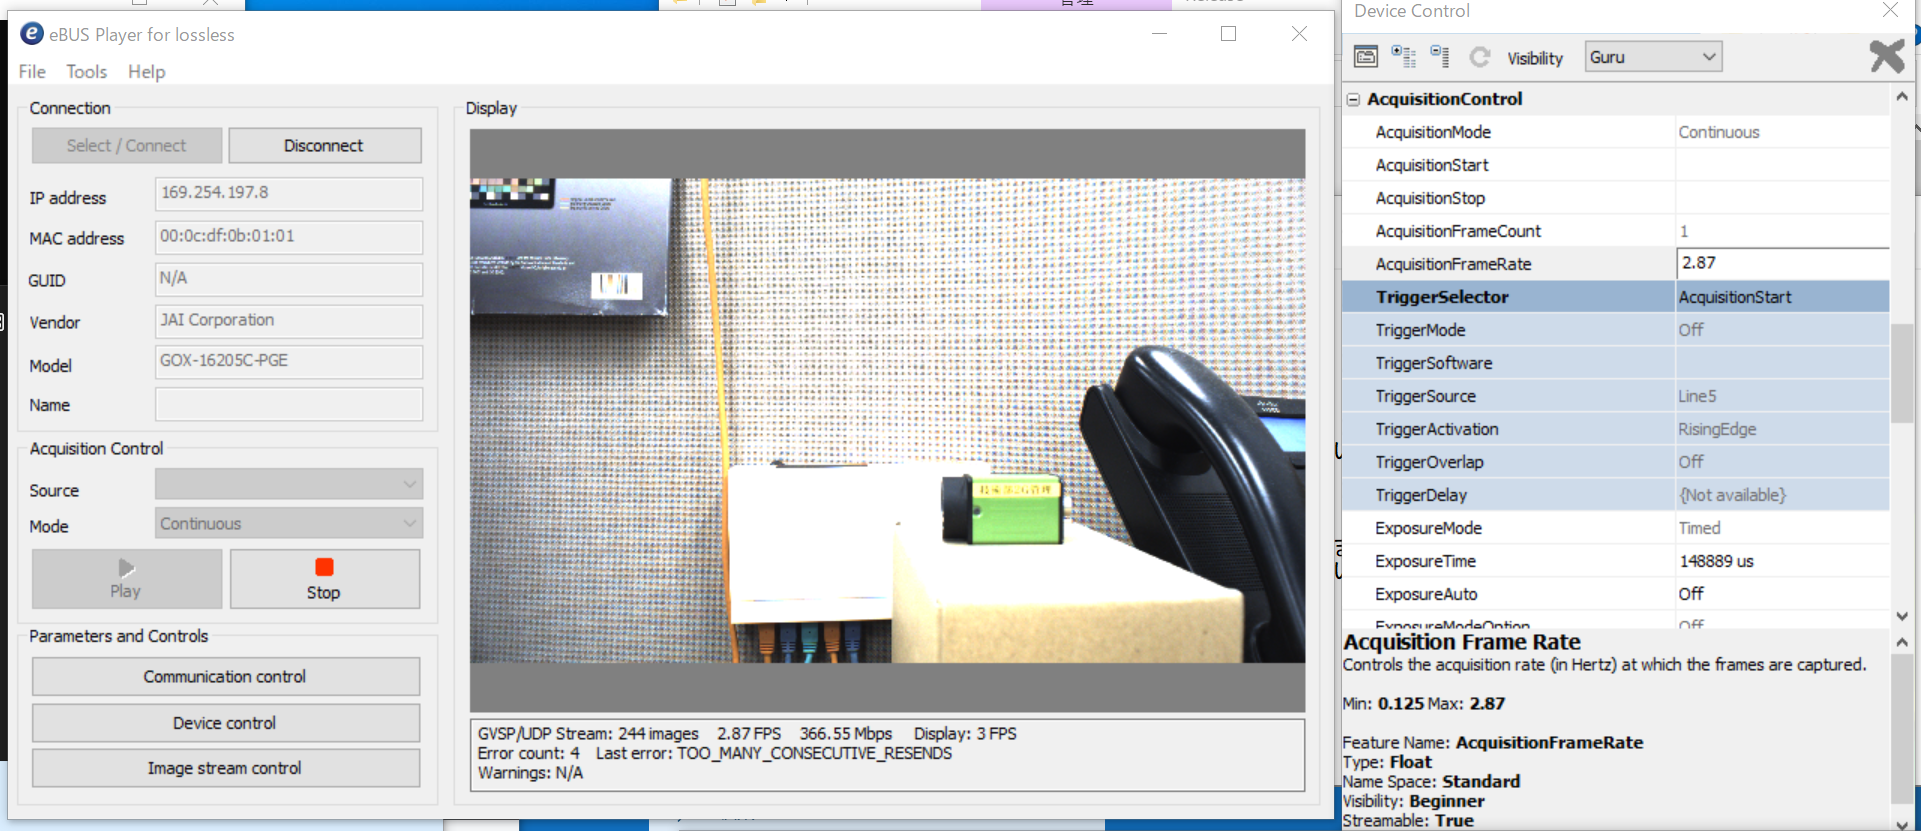 eBUS Player for lossless
File Tools Help
Connection
Select / Connect Disconnect
IP address 169.254.197.8
MAC address 00:0c:df:0b:01:01
GUID N/A
Vendor JAI Corporation
Model GOX-16205C-PGE
Name
Acquisition Control
Source
Mode Continuous
Play Stop
Parameters and Controls
Communication control
Device control
Image stream control
Display
GVSP/UDP Stream: 244 images 2.87 FPS 366.55 Mbps Display: 3 FPS
Error count: 4 Last error: TOO_MANY_CONSECUTIVE_RESENDS
Warnings: N/A
Device Control
Visibility Guru
AcquisitionControl
AcquisitionMode Continuous
AcquisitionStart
AcquisitionStop
AcquisitionFrameCount 1
AcquisitionFrameRate 2.87
TriggerSelector AcquisitionStart
TriggerMode Off
TriggerSoftware
TriggerSource Line5
TriggerActivation RisingEdge
TriggerOverlap Off
TriggerDelay {Not available}
ExposureMode Timed
ExposureTime 148889 us
ExposureAuto Off
ExposureModeOption Off
Acquisition Frame Rate
Controls the acquisition rate (in Hertz) at which the frames are captured.
Min: 0.125 Max: 2.87
Feature Name: AcquisitionFrameRate
Type: Float
Name Space: Standard
Visibility: Beginner
Streamable: True